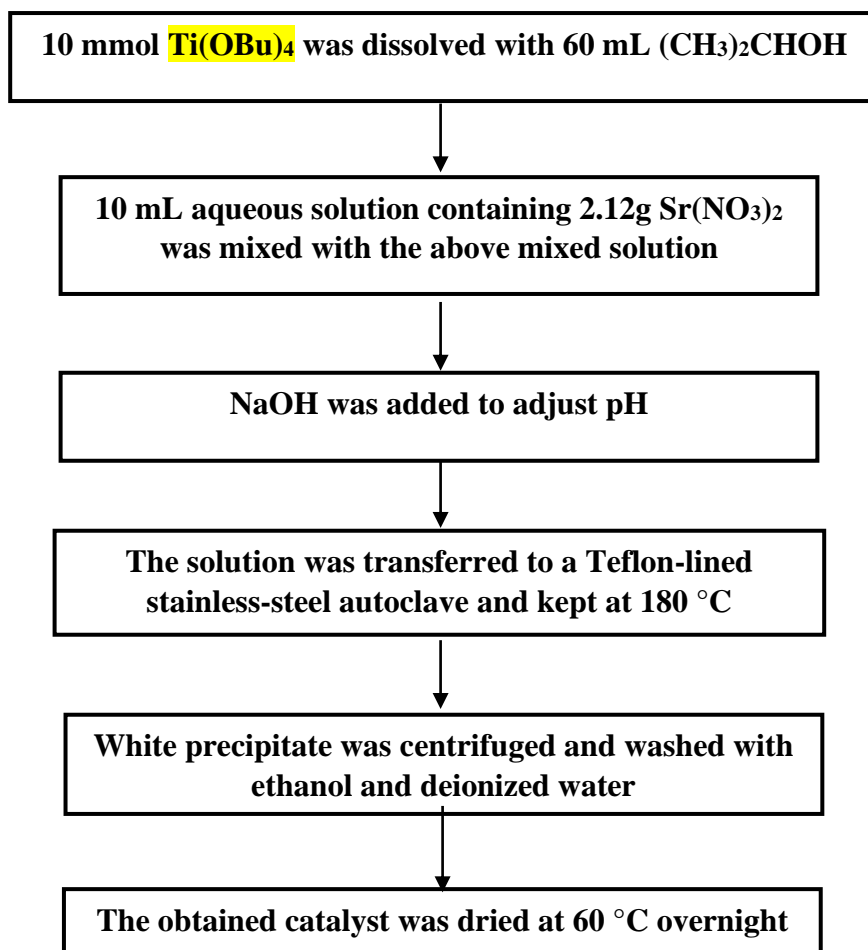 10 mmol Ti(OBu)4 was dissolved with 60 mL (CH3)2CHOH
10 mL aqueous solution containing 2.12g Sr(NO3)2
was mixed with the above mixed solution
NaOH was added to adjust pH
The solution was transferred to a Teflon-lined
stainless-steel autoclave and kept at 180 °C
White precipitate was centrifuged and washed with
ethanol and deionized water
The obtained catalyst was dried at 60 °C overnight